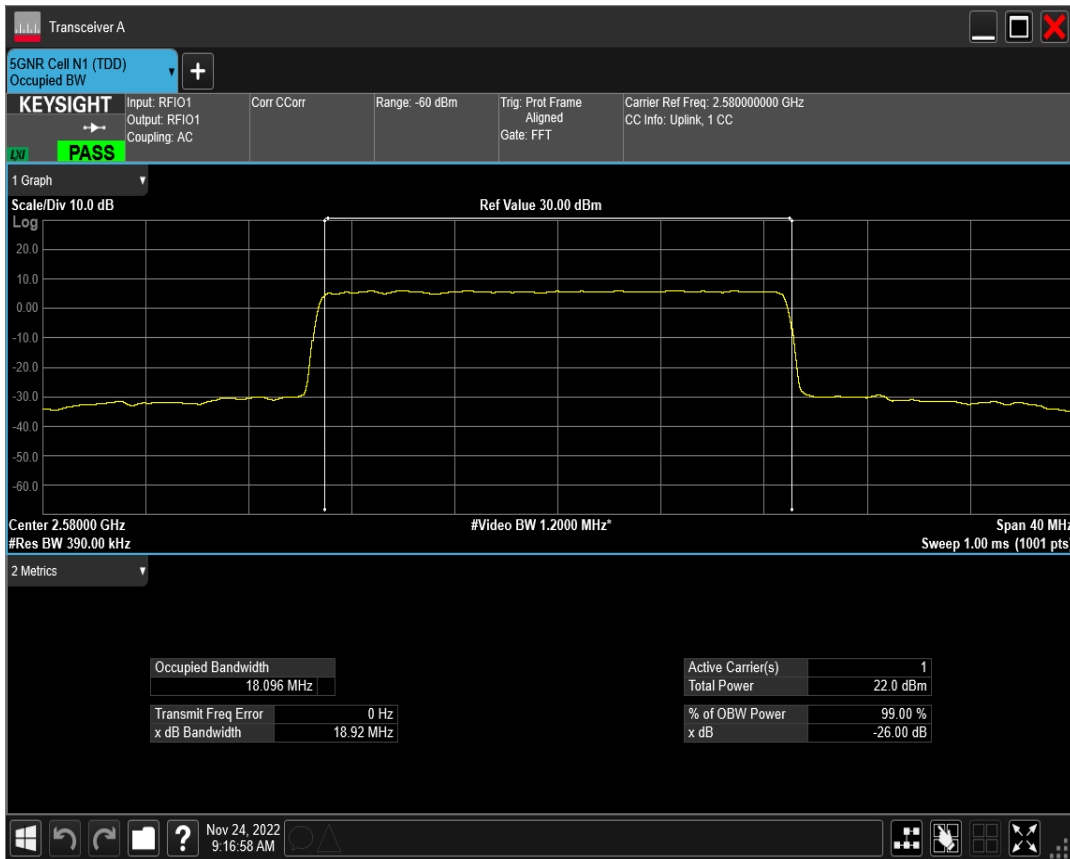 Transceiver A
5GNR Cell N1 (TDD)
Occupied BW
+
KEYSIGHT
Input: RFIO1
Output: RFIO1
Coupling: AC
Corr CCorr
Range: -60 dBm
Trig: Prot Frame
Aligned
Gate: FFT
Carrier Ref Freq: 2.580000000 GHz
CC Info: Uplink, 1 CC
LXI
PASS
1 Graph
Scale/Div 10.0 dB
Ref Value 30.00 dBm
Log
20.0
10.0
0.00
-10.0
-20.0
-30.0
-40.0
-50.0
-60.0
Center 2.58000 GHz
#Video BW 1.2000 MHz*
Span 40 MHz
#Res BW 390.00 kHz
Sweep 1.00 ms (1001 pts)
2 Metrics
Occupied Bandwidth
18.096 MHz
Active Carrier(s) 1
Total Power 22.0 dBm
Transmit Freq Error 0 Hz
x dB Bandwidth 18.92 MHz
% of OBW Power 99.00 %
x dB -26.00 dB
?
Nov 24, 2022
9:16:58 AM